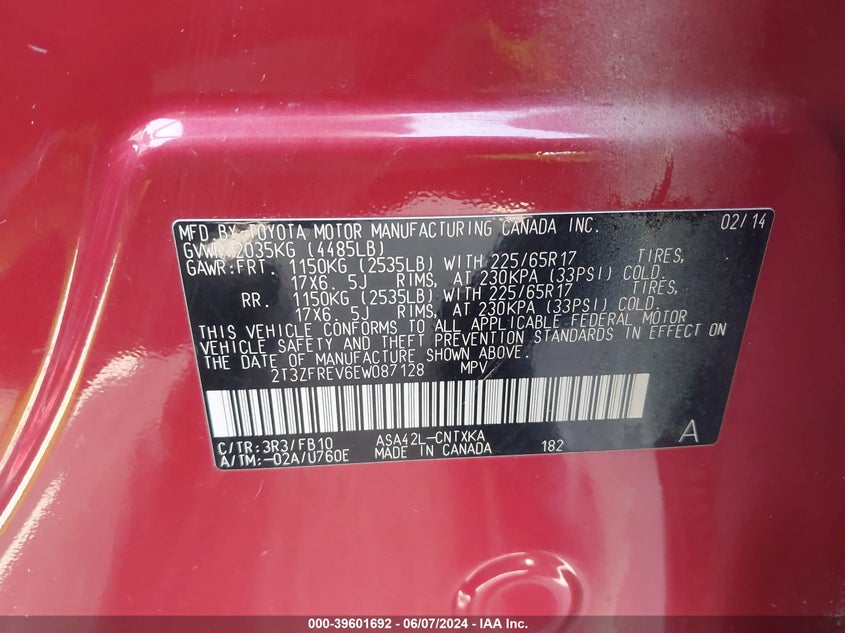 MFD.BY TOYOTA MOTOR MANUFACTURING CANADA INC. 02/14
GVWR 2035KG (4485LB)
GAWR:FRT. 1150KG (2535LB) WITH 225/65R17 TIRES,
17X6.5J RIMS, AT 230KPA (33PSI) COLD.
RR. 1150KG (2535LB) WITH 225/65R17 TIRES,
17X6.5J RIMS, AT 230KPA (33PSI) COLD.
THIS VEHICLE CONFORMS TO ALL APPLICABLE FEDERAL MOTOR
VEHICLE SAFETY AND THEFT PREVENTION STANDARDS IN EFFECT ON
THE DATE OF MANUFACTURE SHOWN ABOVE.
2T3ZFREV6EW087128 MPV
C/TR:3R3/FB10 ASA42L-CNTXKA
A/TM:-02A/U760E MADE IN CANADA 182 A
000-39601692 - 06/07/2024 - IAA Inc.